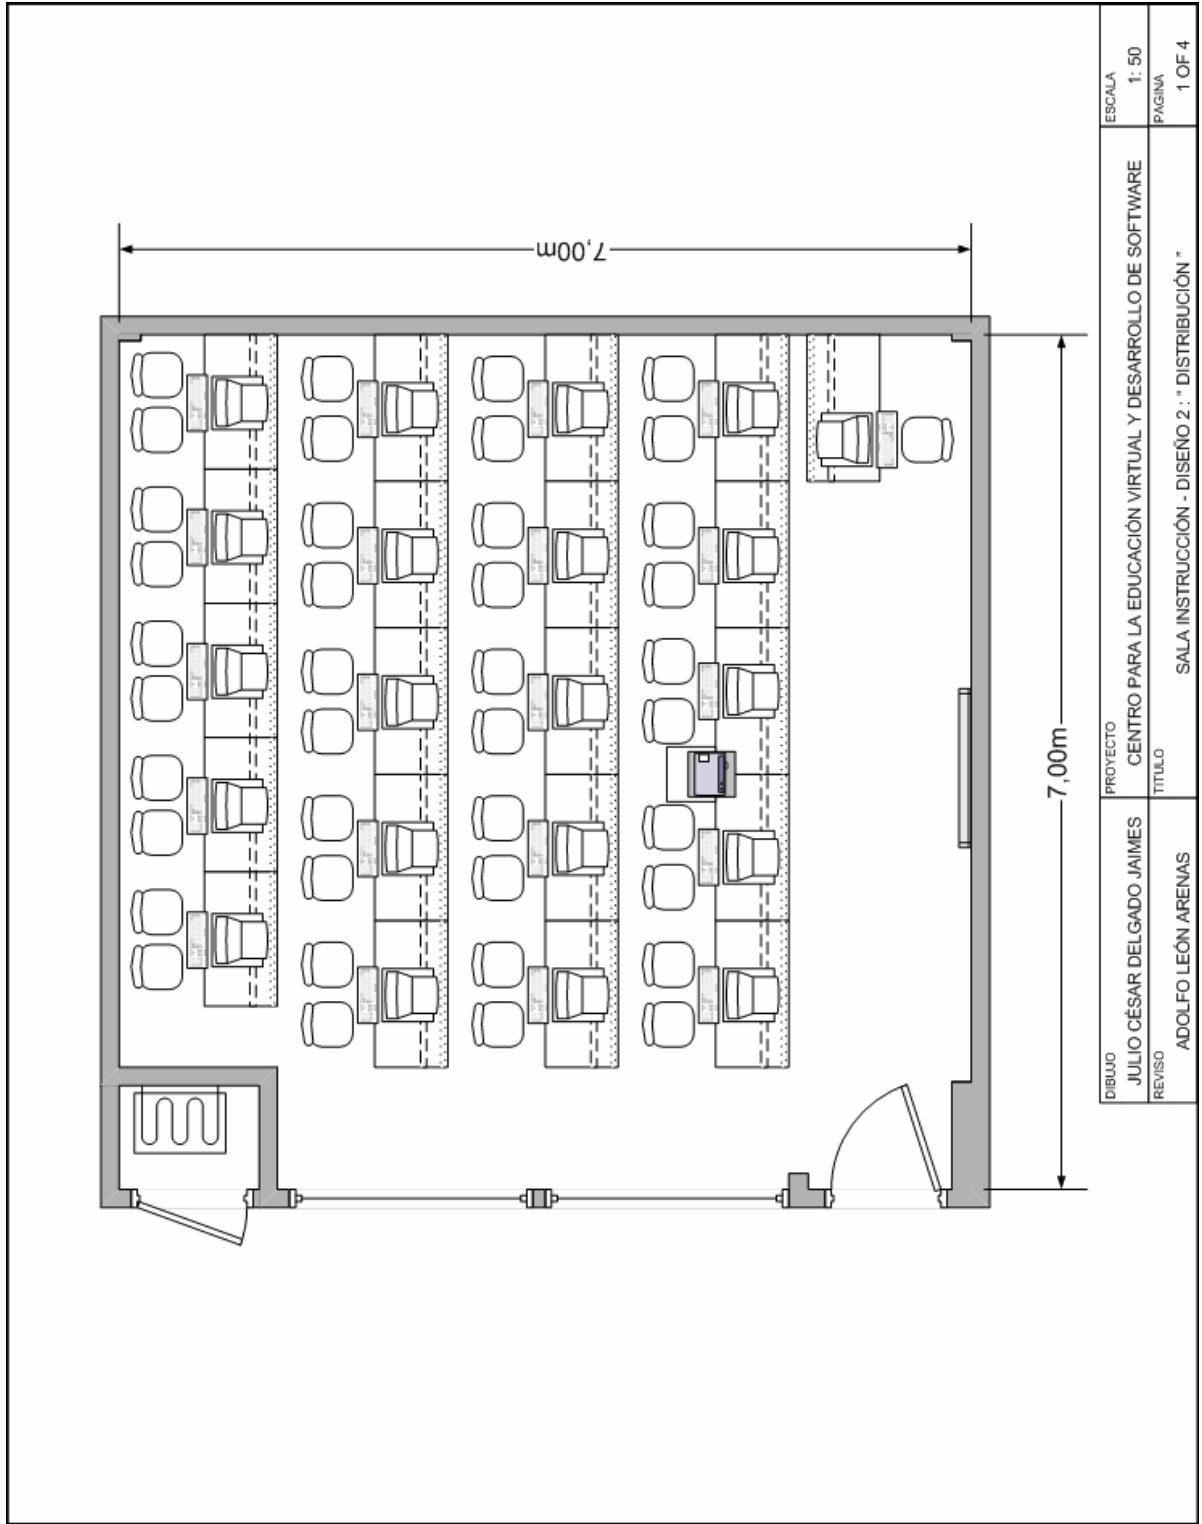 7,00m
7,00m
DIBUJO
JULIO CÉSAR DELGADO JAIMES
REVISO
ADOLFO LEÓN ARENAS
PROYECTO
CENTRO PARA LA EDUCACIÓN VIRTUAL Y DESARROLLO DE SOFTWARE
TITULO
SALA INSTRUCCIÓN - DISEÑO 2 : " DISTRIBUCIÓN "
ESCALA
1: 50
PAGINA
1 OF 4